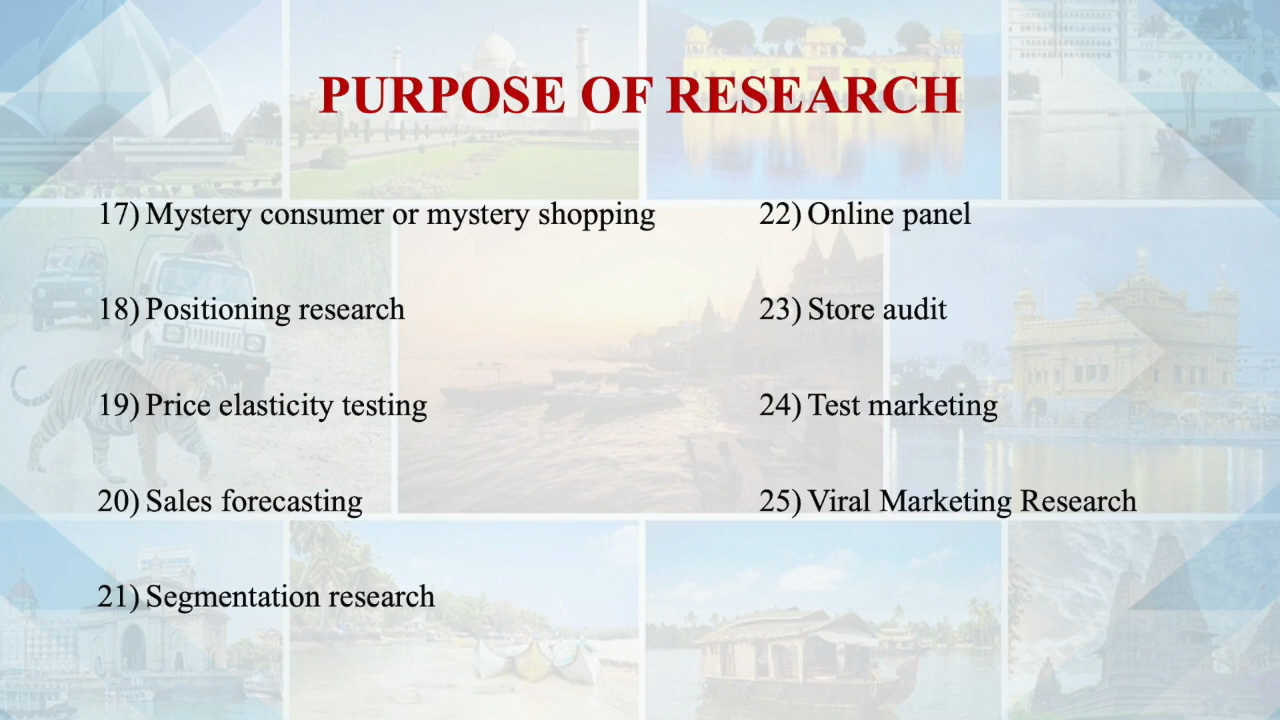 PURPOSE OF RESEARCH
17) Mystery consumer or mystery shopping
18) Positioning research
19) Price elasticity testing
20) Sales forecasting
21) Segmentation research
22) Online panel
23) Store audit
24) Test marketing
25) Viral Marketing Research